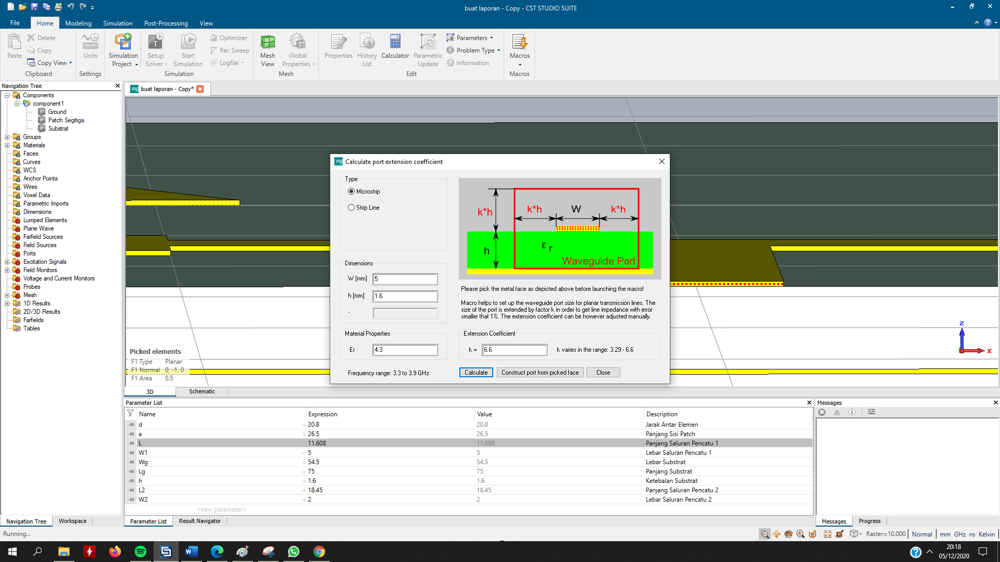 buat laporan - Copy - CST STUDIO SUITE
File
Home
Modeling
Simulation
Post-Processing
View
Paste
Delete
Copy
Copy View
Clipboard
Units
Settings
Simulation
Project
Setup
Solver
Start
Simulation
Optimizer
Par. Sweep
Logfile
Simulation
Mesh
View
Global
Properties
Mesh
Properties
History
List
Calculator
Parametric
Update
Parameters
Problem Type
Information
Edit
Macros
Macros
Navigation Tree
Components
component1
Ground
Patch Segitiga
Substrat
Groups
Materials
Faces
Curves
WCS
Anchor Points
Wires
Voxel Data
Parametric Imports
Dimensions
Lumped Elements
Plane Wave
Farfield Sources
Field Sources
Ports
Excitation Signals
Field Monitors
Voltage and Current Monitors
Probes
Mesh
1D Results
2D/3D Results
Farfields
Tables
Navigation Tree
Workspace
buat laporan - Copy*
Picked elements
F1 Type Planar
F1 Normal 0, -1, 0
F1 Area 0.5
z
x
3D
Schematic
Calculate port extension coefficient
Type
Microstrip
Strip Line
Dimensions
W [mm] 5
h [mm] 1.6
-
Material Properties
Er 4.3
Frequency range: 3.3 to 3.9 GHz
k*h
k*h
W
k*h
h
ε r
Waveguide Port
Please pick the metal face as depicted above before launching the macro!
Macro helps to set up the waveguide port size for planar transmission lines. The
size of the port is extended by factor k in order to get line impedance with error
smaller that 1%. The extension coefficient can be however adjusted manually.
Extension Coefficient
k = 6.6 k varies in the range: 3.29 - 6.6
Calculate
Construct port from picked face
Close
Parameter List
Name Expression Value Description
d = 20.8 20.8 Jarak Antar Elemen
a = 26.5 26.5 Panjang Sisi Patch
L 11.608 11.608 Panjang Saluran Pencatu 1
W1 = 5 5 Lebar Saluran Pencatu 1
Wg = 54.5 54.5 Lebar Substrat
Lg = 75 75 Panjang Substrat
h = 1.6 1.6 Ketebalan Substrat
L2 = 18.45 18.45 Panjang Saluran Pencatu 2
W2 = 2 2 Lebar Saluran Pencatu 2
<new parameter>
Parameter List
Result Navigator
Messages
Messages
Progress
Running...
Raster=10.000 Normal mm GHz ns Kelvin
20:18
05/12/2020